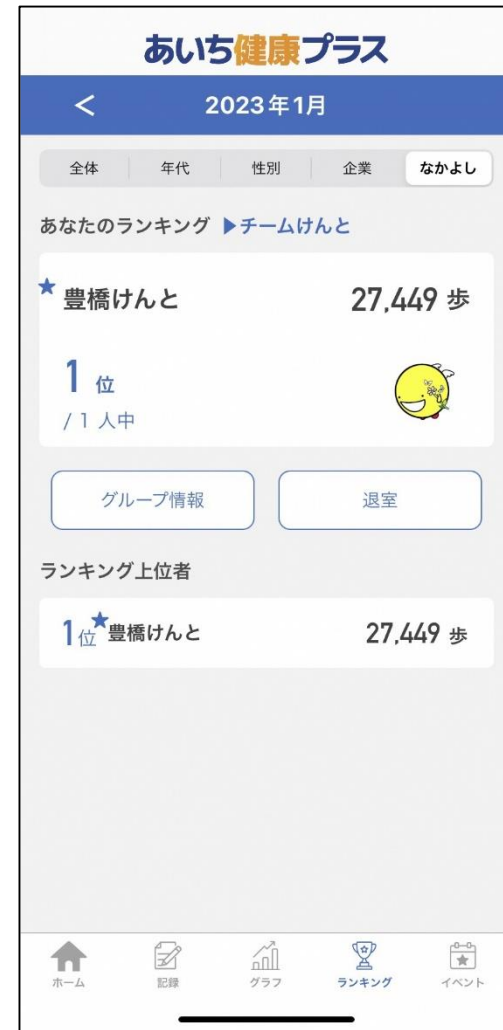 あいち健康プラス
< 2023年1月
全体 年代 性別 企業 なかよし
あなたのランキング ▶チームけんと
★豊橋けんと 27,449 歩
1 位
/ 1 人中
グループ情報 退室
ランキング上位者
1位★豊橋けんと 27,449 歩
ホーム 記録 グラフ ランキング イベント